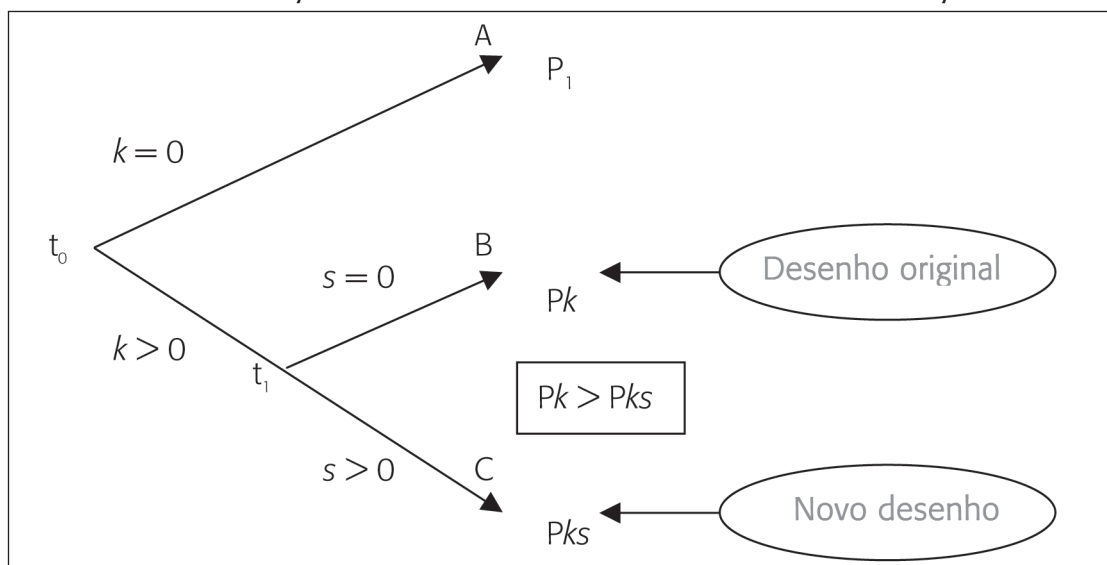 A
P₁
k = 0
t₀
B
s = 0
Pk
Desenho original
k > 0
t₁
Pk > Pks
s > 0
C
Pks
Novo desenho